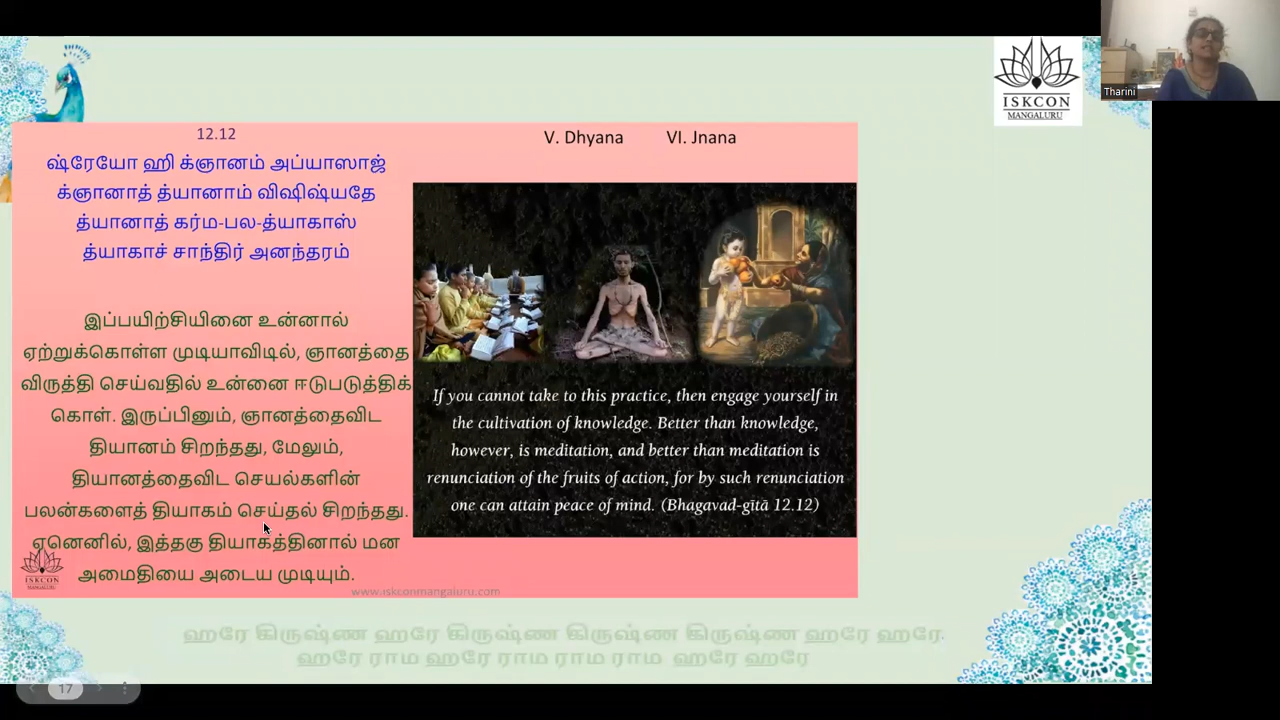 ISKCON
MANGALURU
Tharini
12.12
ஷ்ரேயோ ஹி க்ஞானம் அப்யாஸாஜ்
க்ஞானாத் த்யானாம் விஷிஷ்யதே
த்யானாத் கர்ம-பல-த்யாகாஸ்
த்யாகாச் சாந்திர் அனந்தரம்
இப்பயிற்சியினை உன்னால்
ஏற்றுக்கொள்ள முடியாவிடில், ஞானத்தை
விருத்தி செய்வதில் உன்னை ஈடுபடுத்திக்
கொள். இருப்பினும், ஞானத்தைவிட
தியானம் சிறந்தது, மேலும்,
தியானத்தைவிட செயல்களின்
பலன்களைத் தியாகம் செய்தல் சிறந்தது.
ஏனெனில், இத்தகு தியாகத்தினால் மன
அமைதியை அடைய முடியும்.
V. Dhyana VI. Jnana
If you cannot take to this practice, then engage yourself in
the cultivation of knowledge. Better than knowledge,
however, is meditation, and better than meditation is
renunciation of the fruits of action, for by such renunciation
one can attain peace of mind. (Bhagavad-gītā 12.12)
ISKCON
www.iskconmangaluru.com
ஹரே கிருஷ்ண ஹரே கிருஷ்ண கிருஷ்ண கிருஷ்ண ஹரே ஹரே
ஹரே ராம ஹரே ராம ராம ராம ஹரே ஹரே
17